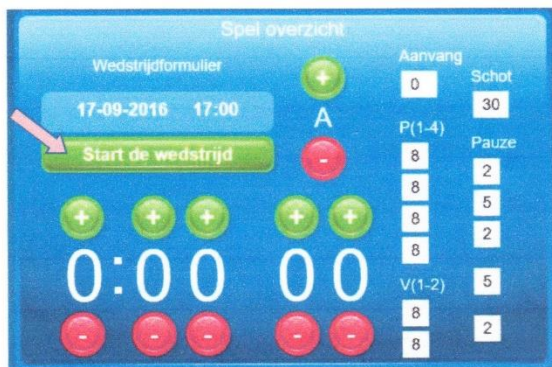 Spel overzicht
Wedstrijdformulier
17-09-2016 17:00
Start de wedstrijd
+
A
-
+ + + + +
0:00 00
- - - - -
Aanvang
0
P(1-4)
8
8
8
8
V(1-2)
8
8
Schot
30
Pauze
2
5
2
5
2